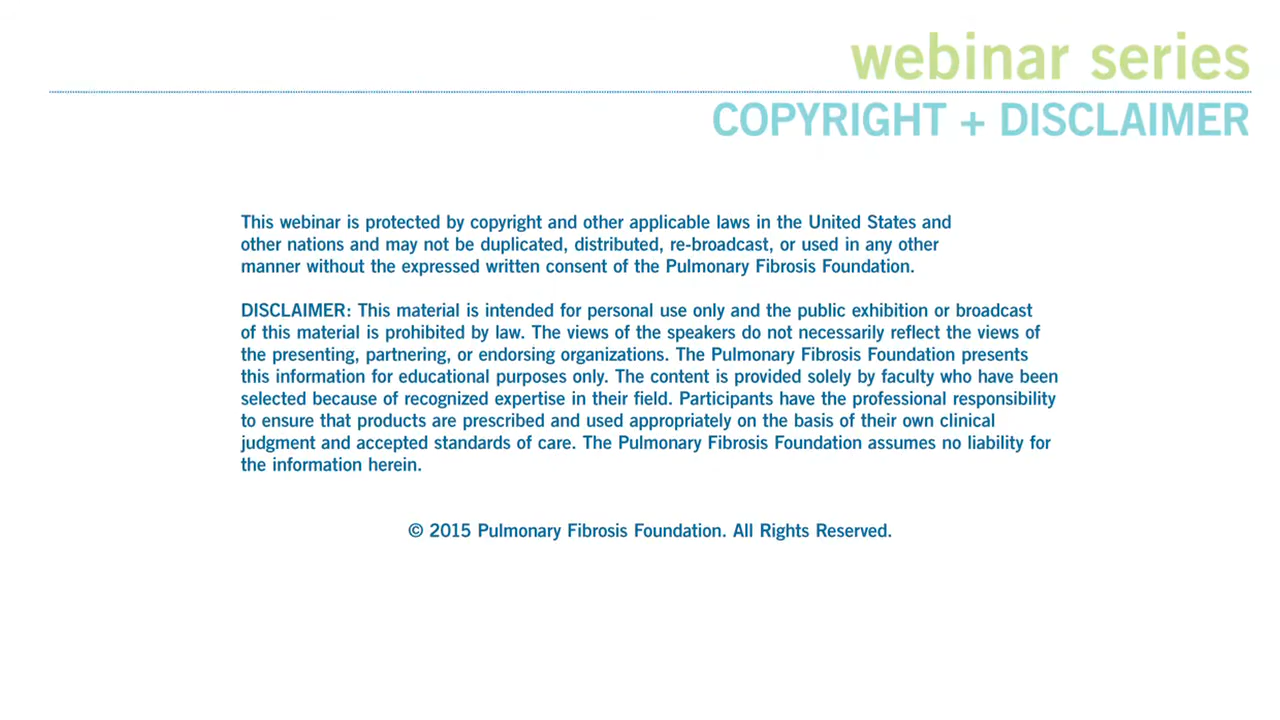 webinar series
COPYRIGHT + DISCLAIMER
This webinar is protected by copyright and other applicable laws in the United States and
other nations and may not be duplicated, distributed, re-broadcast, or used in any other
manner without the expressed written consent of the Pulmonary Fibrosis Foundation.
DISCLAIMER: This material is intended for personal use only and the public exhibition or broadcast
of this material is prohibited by law. The views of the speakers do not necessarily reflect the views of
the presenting, partnering, or endorsing organizations. The Pulmonary Fibrosis Foundation presents
this information for educational purposes only. The content is provided solely by faculty who have been
selected because of recognized expertise in their field. Participants have the professional responsibility
to ensure that products are prescribed and used appropriately on the basis of their own clinical
judgment and accepted standards of care. The Pulmonary Fibrosis Foundation assumes no liability for
the information herein.
© 2015 Pulmonary Fibrosis Foundation. All Rights Reserved.